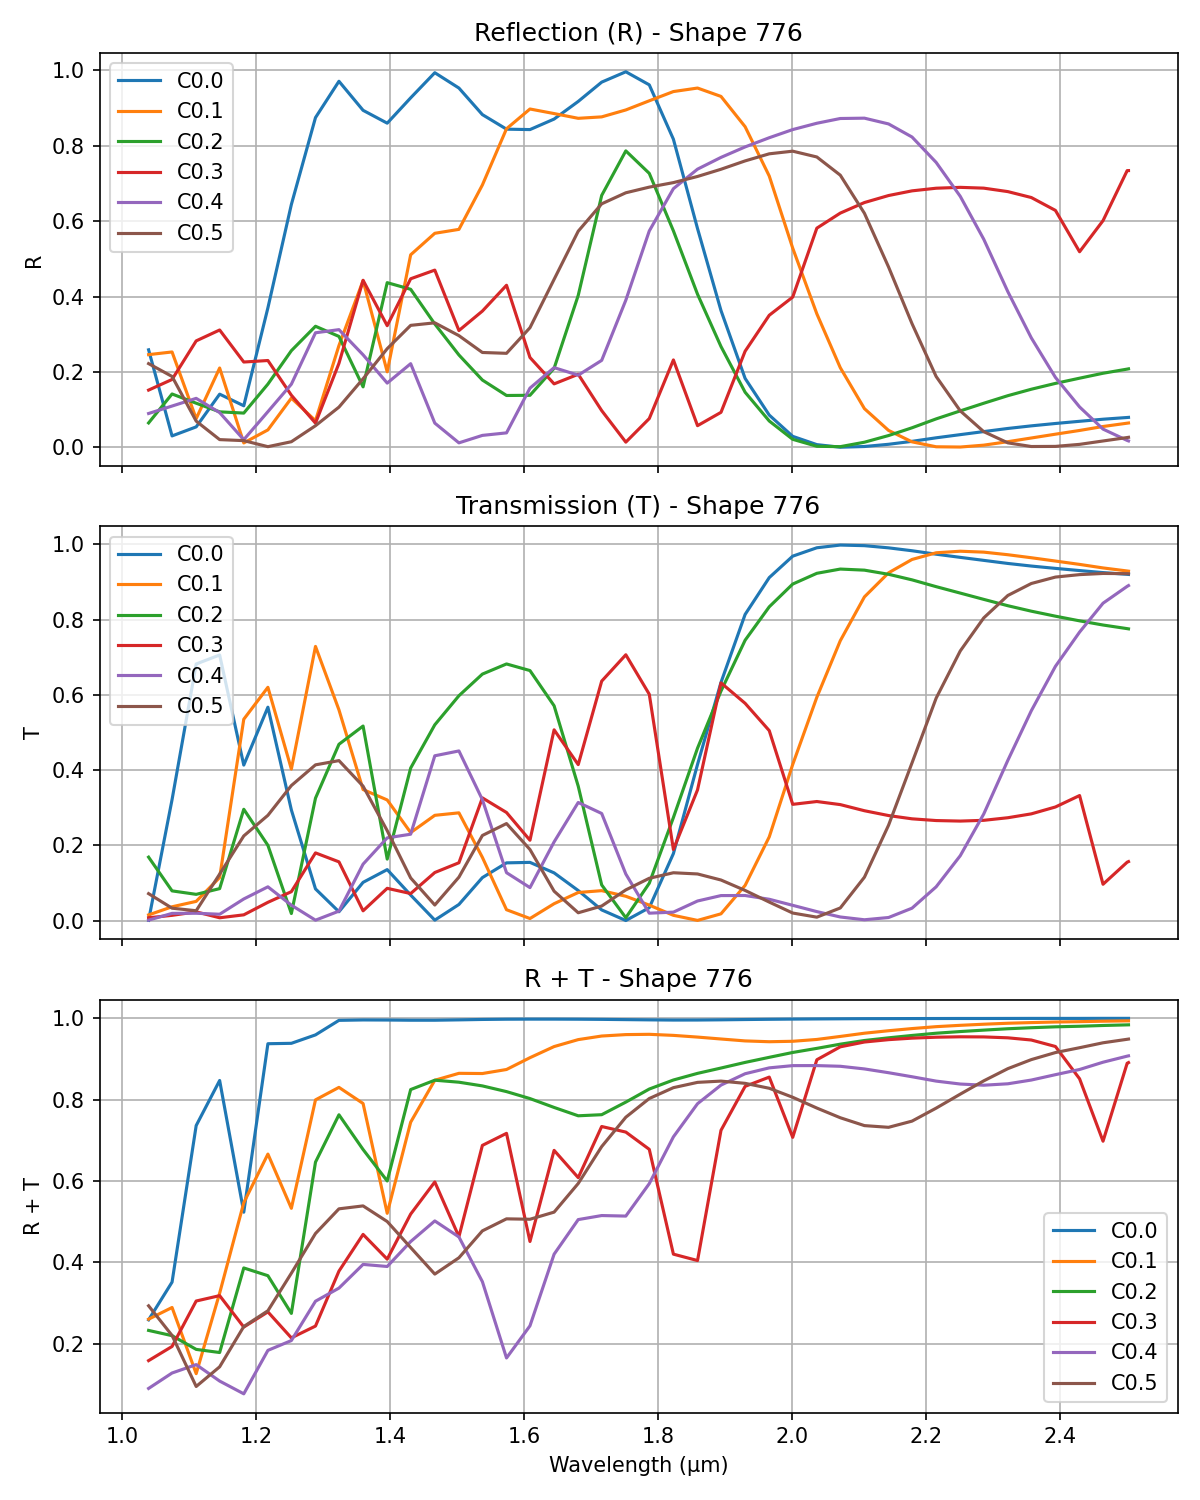 Reflection (R) - Shape 776
1.0
0.8
0.6
0.4
0.2
0.0
R
C0.0
C0.1
C0.2
C0.3
C0.4
C0.5
Transmission (T) - Shape 776
1.0
0.8
0.6
0.4
0.2
0.0
T
C0.0
C0.1
C0.2
C0.3
C0.4
C0.5
R + T - Shape 776
1.0
0.8
0.6
0.4
0.2
R + T
C0.0
C0.1
C0.2
C0.3
C0.4
C0.5
1.0 1.2 1.4 1.6 1.8 2.0 2.2 2.4
Wavelength (μm)